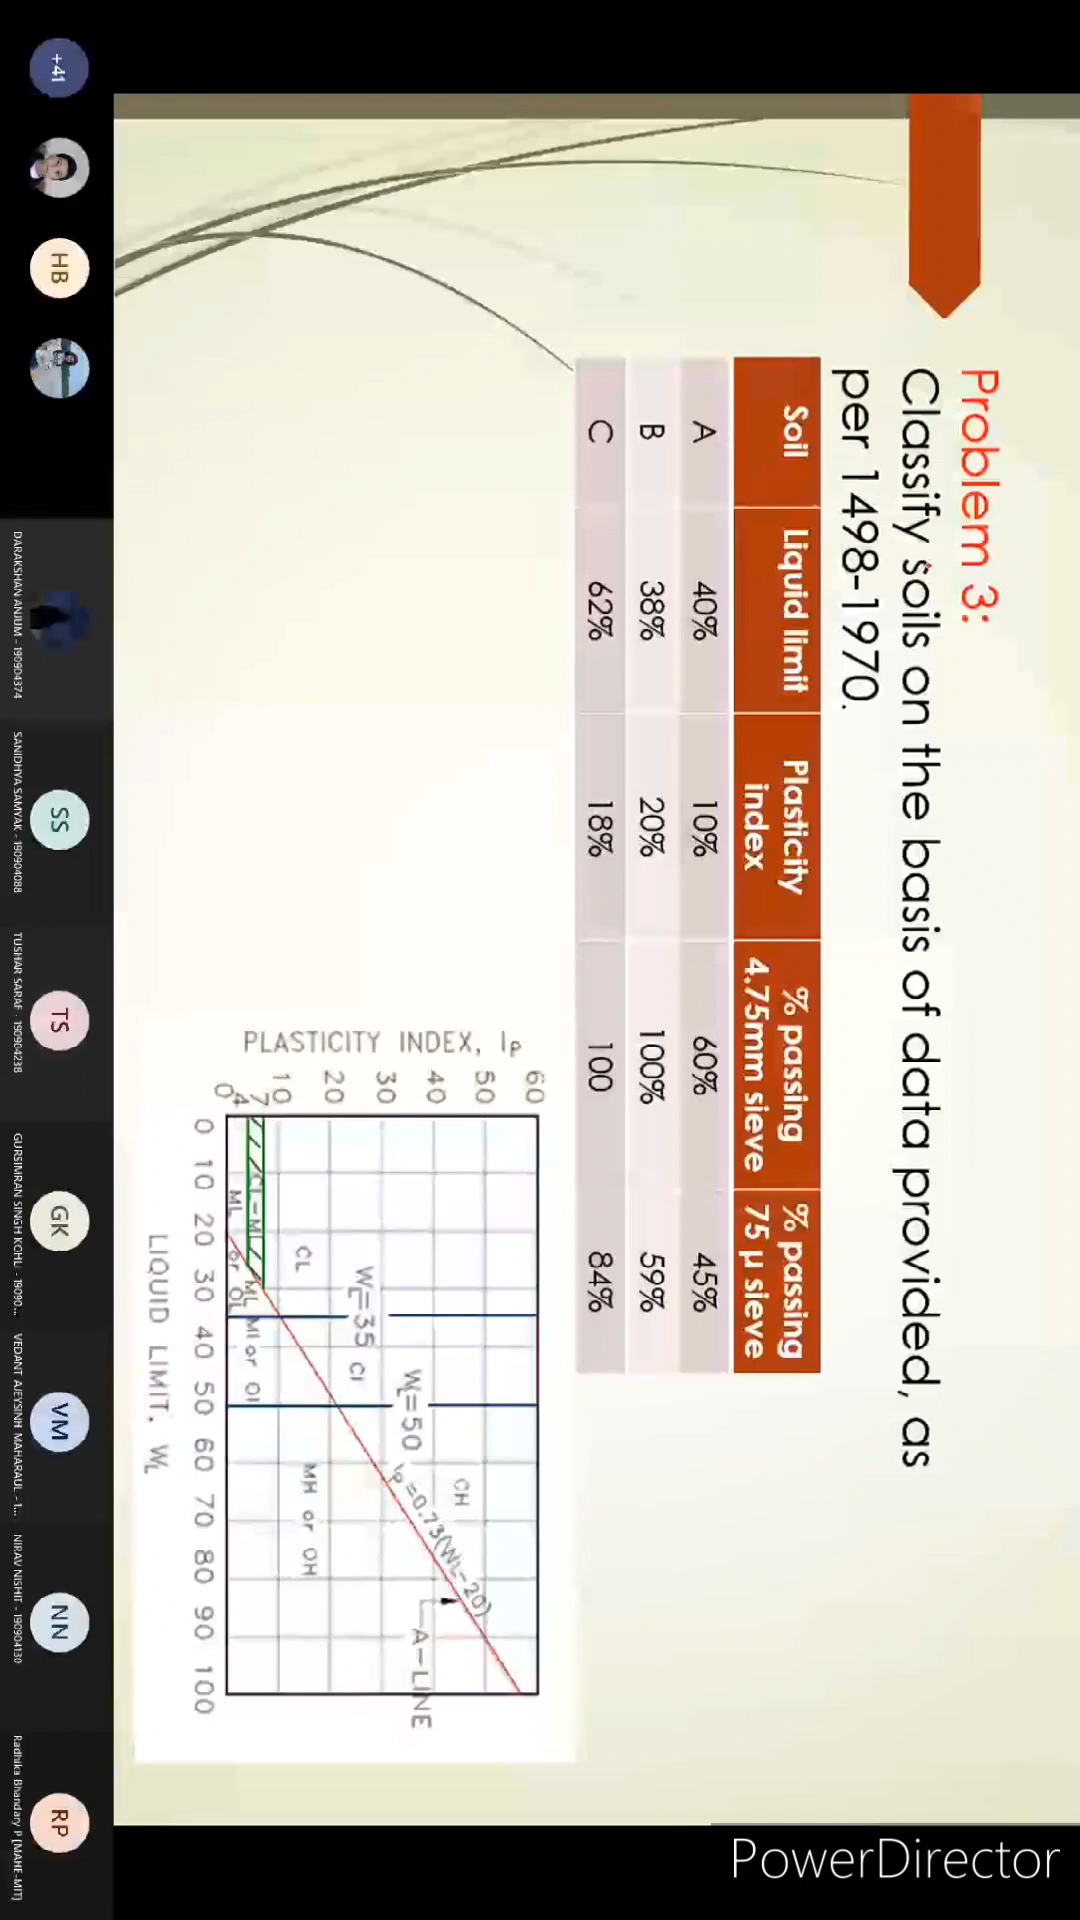 Problem 3:
Classify soils on the basis of data provided, as
per 1498-1970.
Soil Liquid limit Plasticity index % passing 4.75mm sieve % passing 75 μ sieve
A 40% 10% 60% 45%
B 38% 20% 100% 59%
C 62% 18% 100 84%
PLASTICITY INDEX, Ip
60
50
40
30
20
10
7
4
0
0 10 20 30 40 50 60 70 80 90 100
LIQUID LIMIT, WL
CL-ML
ML
or
OL
ML
CL
WL=35
CI
MI or OI
WL=50
CH
Ip=0.73(WL-20)
A-LINE
MH or OH
+41
HB
DARAKSHAN ANJUM - 190904374
SS
SANIDHYA SAMYAK - 190904088
TS
TUSHAR SARAF - 190904238
GK
GURSIMRAN SINGH KOHLI - 19090...
VM
VEDANT AJEYSINH MAHARAUL - 1...
NN
NIRAV NISHIT - 190904130
RP
Radhika Bhandary P [MAHE-MIT]
PowerDirector